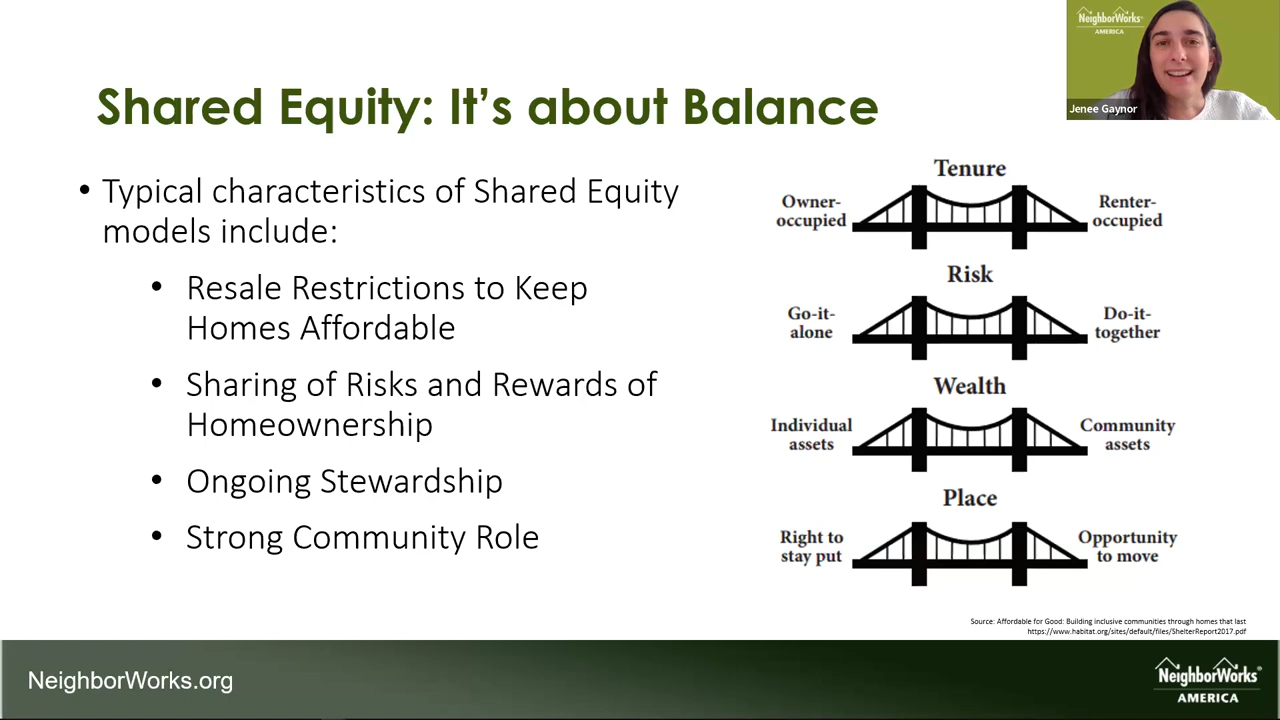 NeighborWorks®
AMERICA
Jenee Gaynor
Shared Equity: It's about Balance
• Typical characteristics of Shared Equity
models include:
• Resale Restrictions to Keep
Homes Affordable
• Sharing of Risks and Rewards of
Homeownership
• Ongoing Stewardship
• Strong Community Role
Tenure
Owner-
occupied
Renter-
occupied
Risk
Go-it-
alone
Do-it-
together
Wealth
Individual
assets
Community
assets
Place
Right to
stay put
Opportunity
to move
Source: Affordable for Good: Building inclusive communities through homes that last
https://www.habitat.org/sites/default/files/ShelterReport2017.pdf
NeighborWorks.org
NeighborWorks®
AMERICA